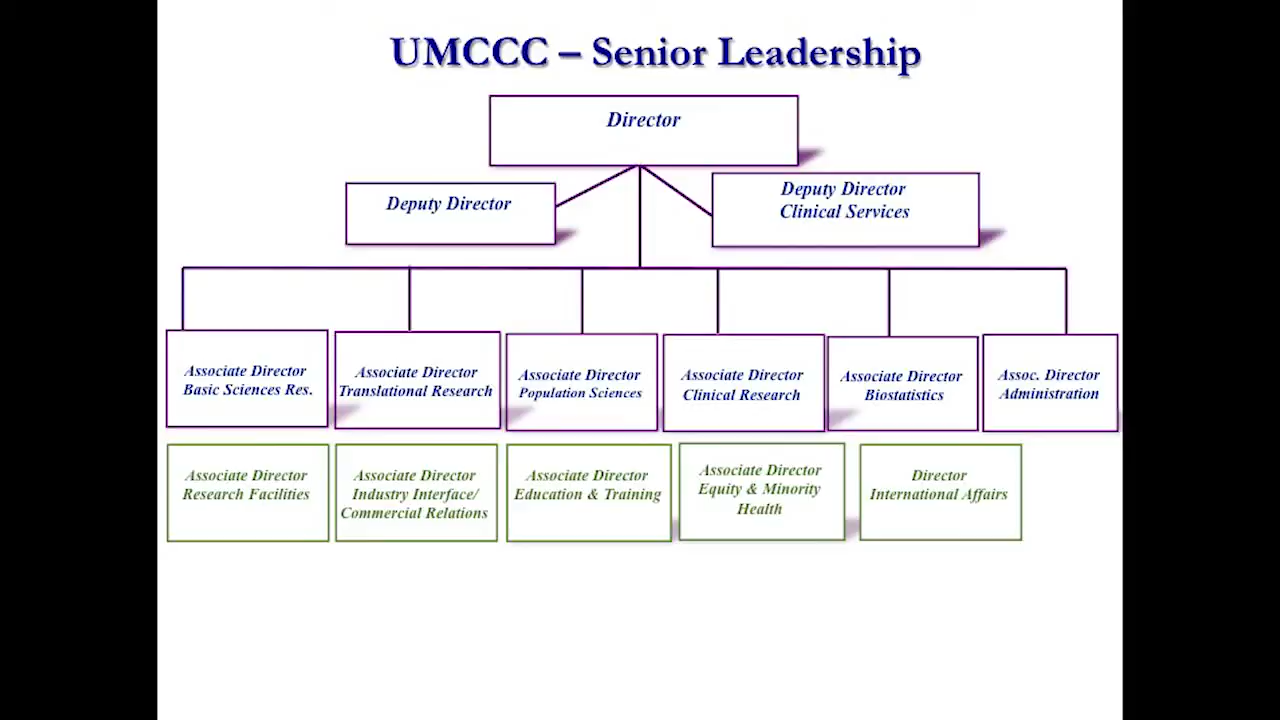 UMCCC – Senior Leadership
Director
Deputy Director
Deputy Director
Clinical Services
Associate Director
Basic Sciences Res.
Associate Director
Translational Research
Associate Director
Population Sciences
Associate Director
Clinical Research
Associate Director
Biostatistics
Assoc. Director
Administration
Associate Director
Research Facilities
Associate Director
Industry Interface/
Commercial Relations
Associate Director
Education & Training
Associate Director
Equity & Minority
Health
Director
International Affairs